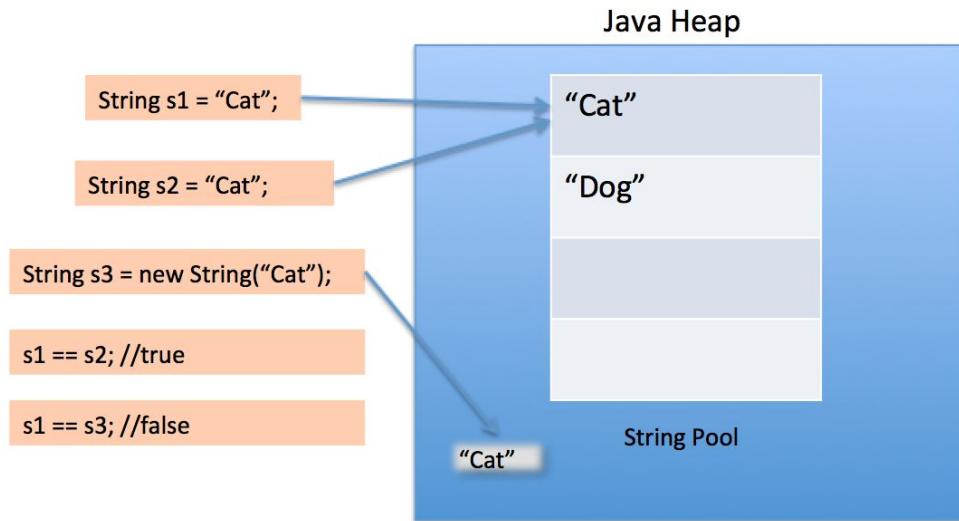 Java Heap
String s1 = “Cat”;
String s2 = “Cat”;
String s3 = new String(“Cat”);
s1 == s2; //true
s1 == s3; //false
“Cat”
“Dog”
String Pool
“Cat”